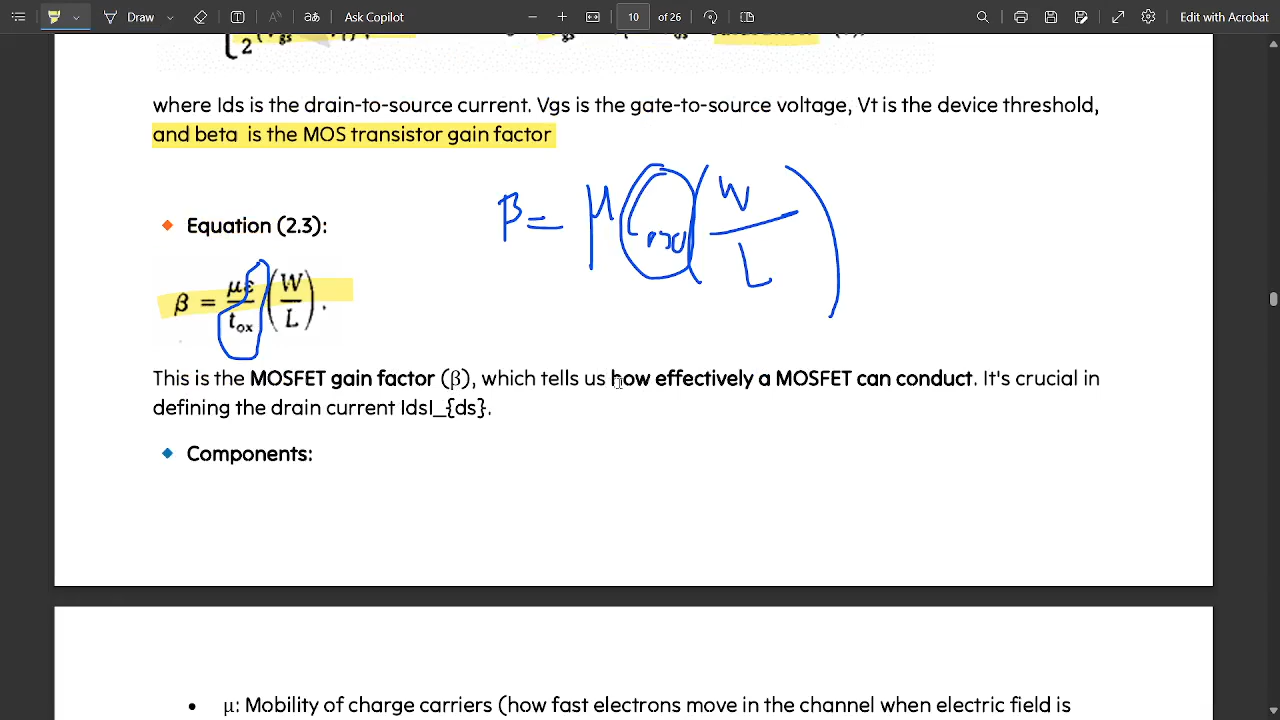 Draw
Ask Copilot
10 of 26
Edit with Acrobat
2
where Ids is the drain-to-source current. Vgs is the gate-to-source voltage, Vt is the device threshold,
and beta is the MOS transistor gain factor
β = μ Cox (W
L)
Equation (2.3):
β = με/tox (W/L).
This is the MOSFET gain factor (β), which tells us how effectively a MOSFET can conduct. It's crucial in
defining the drain current IdsI_{ds}.
Components:
• μ: Mobility of charge carriers (how fast electrons move in the channel when electric field is